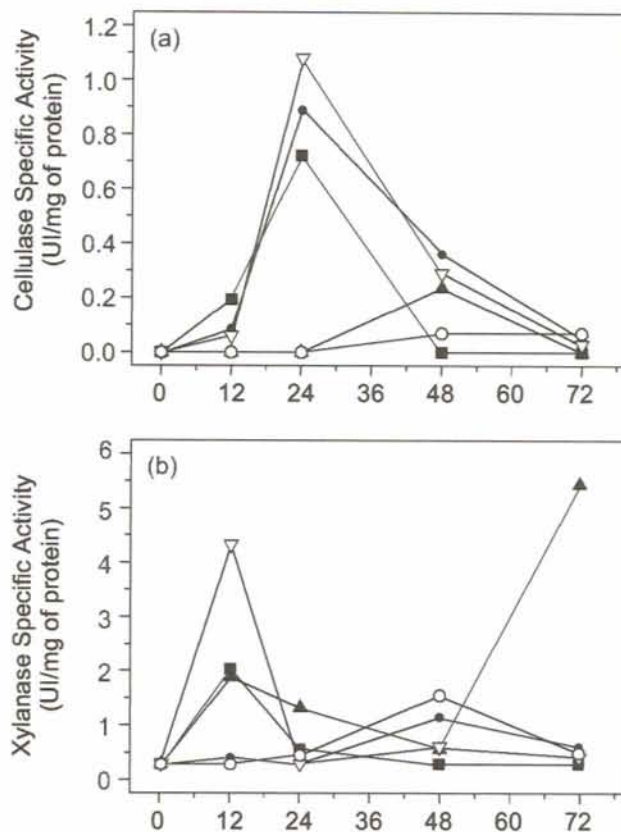 (a)
Cellulase Specific Activity
(UI/mg of protein)
1.2
1.0
0.8
0.6
0.4
0.2
0.0
0 12 24 36 48 60 72
(b)
Xylanase Specific Activity
(UI/mg of protein)
6
5
4
3
2
1
0
0 12 24 36 48 60 72